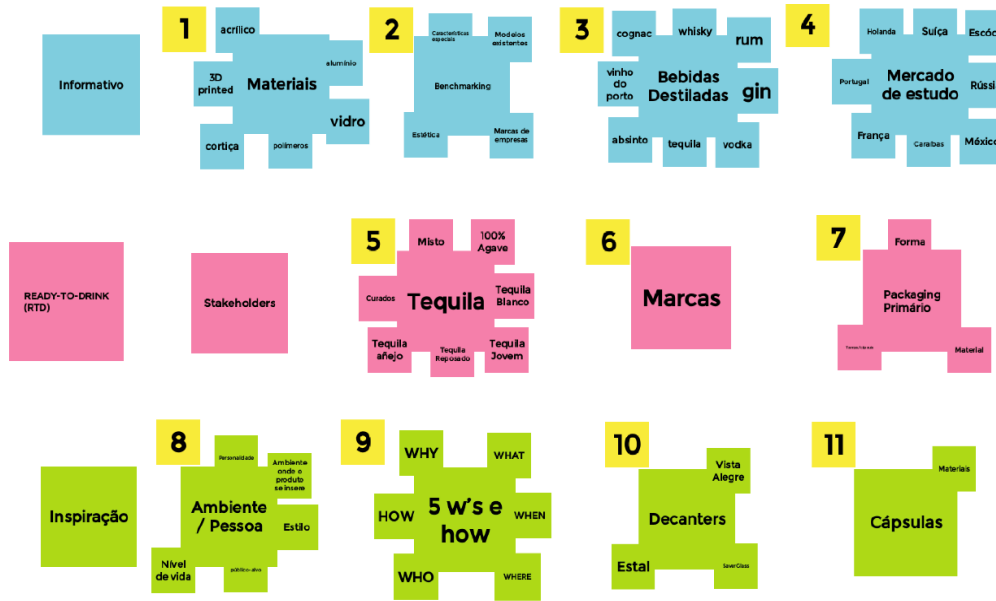 Informativo
1
acrílico
3D
printed
Materiais
alumínio
vidro
cortiça
polímeros
2
Características
especiais
Modelos
existentes
Benchmarking
Estética
Marcas de
empresas
3
cognac
whisky
rum
vinho
do
porto
Bebidas
Destiladas
gin
absinto
tequila
vodka
4
Holanda
Suíça
Escóc
Portugal
Mercado
de estudo
Rússi
França
Caraíbas
México
READY-TO-DRINK
(RTD)
Stakeholders
5
Misto
100%
Agave
Curados
Tequila
Tequila
Blanco
Tequila
añejo
Tequila
Reposado
Tequila
Jovem
6
Marcas
7
Forma
Packaging
Primário
Material
Inspiração
8
Personalidade
Ambiente
onde o
produto
se insere
Ambiente
/ Pessoa
Estilo
Nível
de vida
público-alvo
9
WHY
WHAT
HOW
5 w's e
how
WHEN
WHO
WHERE
10
Vista
Alegre
Decanters
Estal
SaverGlass
11
Materiais
Cápsulas